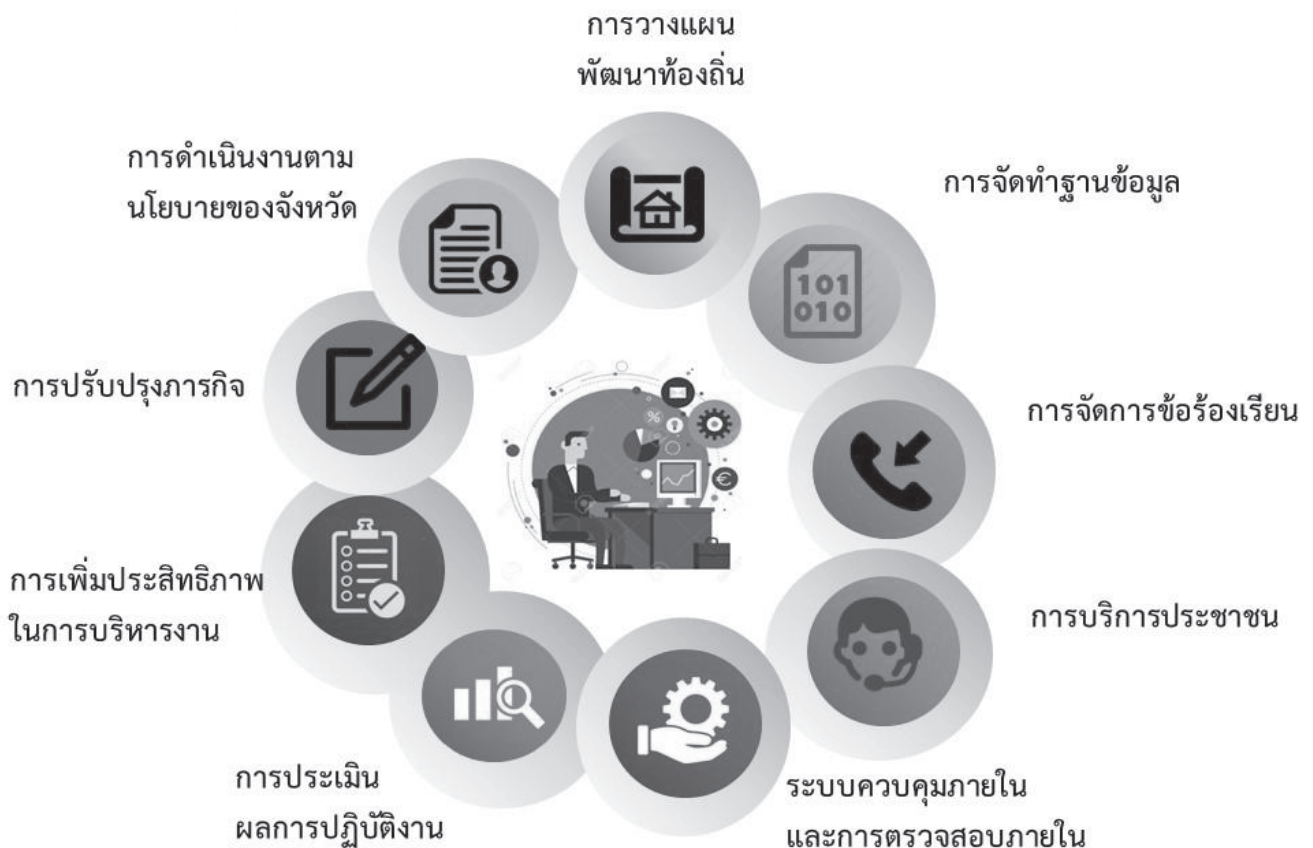 การวางแผน
พัฒนาท้องถิ่น
การจัดทำฐานข้อมูล
การจัดการข้อร้องเรียน
การบริการประชาชน
ระบบควบคุมภายใน
และการตรวจสอบภายใน
การประเมิน
ผลการปฏิบัติงาน
การเพิ่มประสิทธิภาพ
ในการบริหารงาน
การปรับปรุงภารกิจ
การดำเนินงานตาม
นโยบายของจังหวัด
101
010
%
€